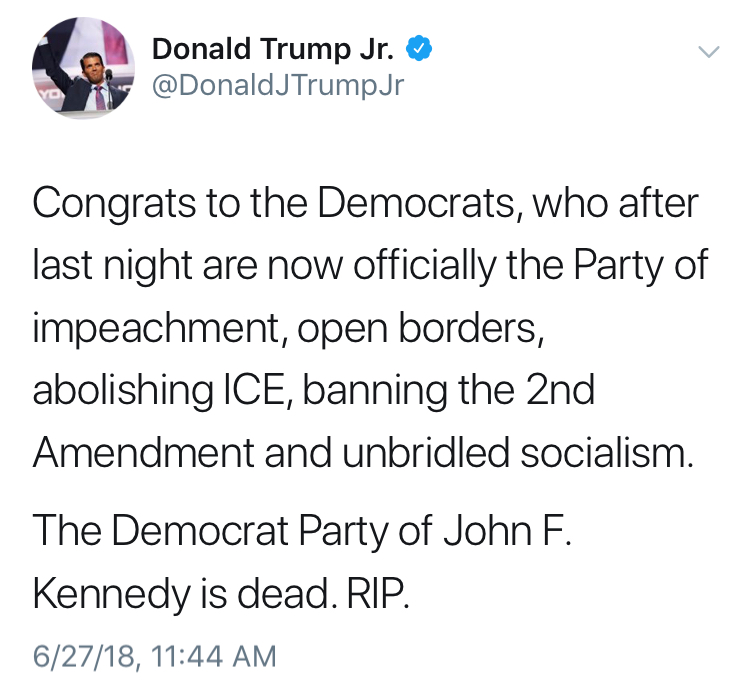 Donald Trump Jr.
@DonaldJTrumpJr
Congrats to the Democrats, who after
last night are now officially the Party of
impeachment, open borders,
abolishing ICE, banning the 2nd
Amendment and unbridled socialism.
The Democrat Party of John F.
Kennedy is dead. RIP.
6/27/18, 11:44 AM